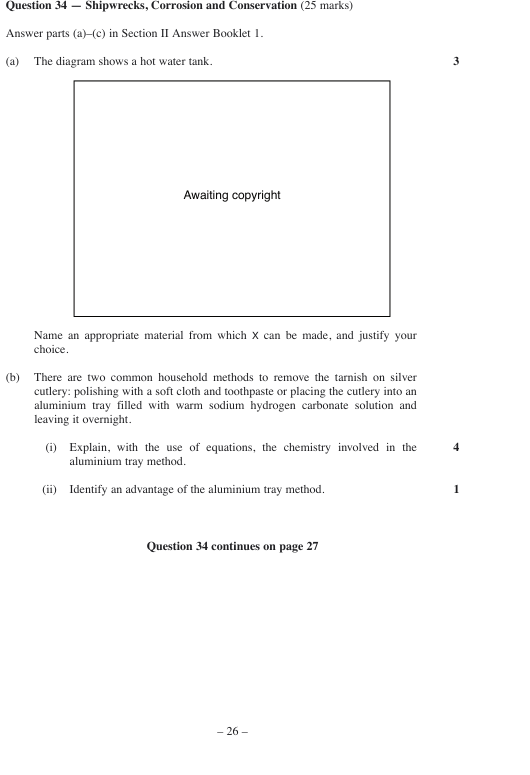 Question 34 — Shipwrecks, Corrosion and Conservation (25 marks)
Answer parts (a)–(c) in Section II Answer Booklet 1.
(a) The diagram shows a hot water tank. 3
Awaiting copyright
Name an appropriate material from which X can be made, and justify your
choice.
(b) There are two common household methods to remove the tarnish on silver
cutlery: polishing with a soft cloth and toothpaste or placing the cutlery into an
aluminium tray filled with warm sodium hydrogen carbonate solution and
leaving it overnight.
(i) Explain, with the use of equations, the chemistry involved in the 4
aluminium tray method.
(ii) Identify an advantage of the aluminium tray method. 1
Question 34 continues on page 27
– 26 –